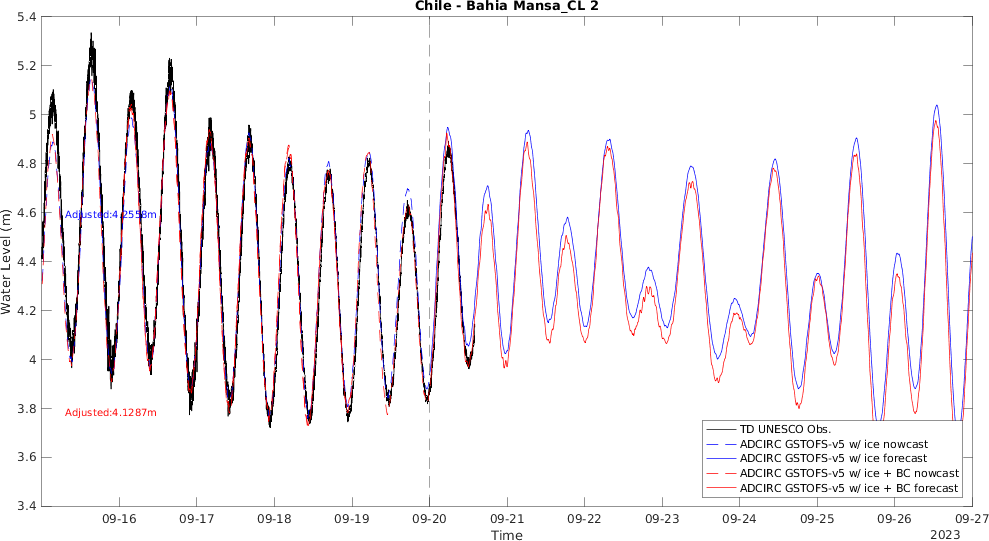 Chile - Bahia Mansa_CL 2
5.4
5.2
5
4.8
4.6
4.4
4.2
4
3.8
3.6
3.4
Water Level (m)
Adjusted:4.2558m
Adjusted:4.1287m
TD UNESCO Obs.
ADCIRC GSTOFS-v5 w/ ice nowcast
ADCIRC GSTOFS-v5 w/ ice forecast
ADCIRC GSTOFS-v5 w/ ice + BC nowcast
ADCIRC GSTOFS-v5 w/ ice + BC forecast
09-16 09-17 09-18 09-19 09-20 09-21 09-22 09-23 09-24 09-25 09-26 09-27
Time
2023